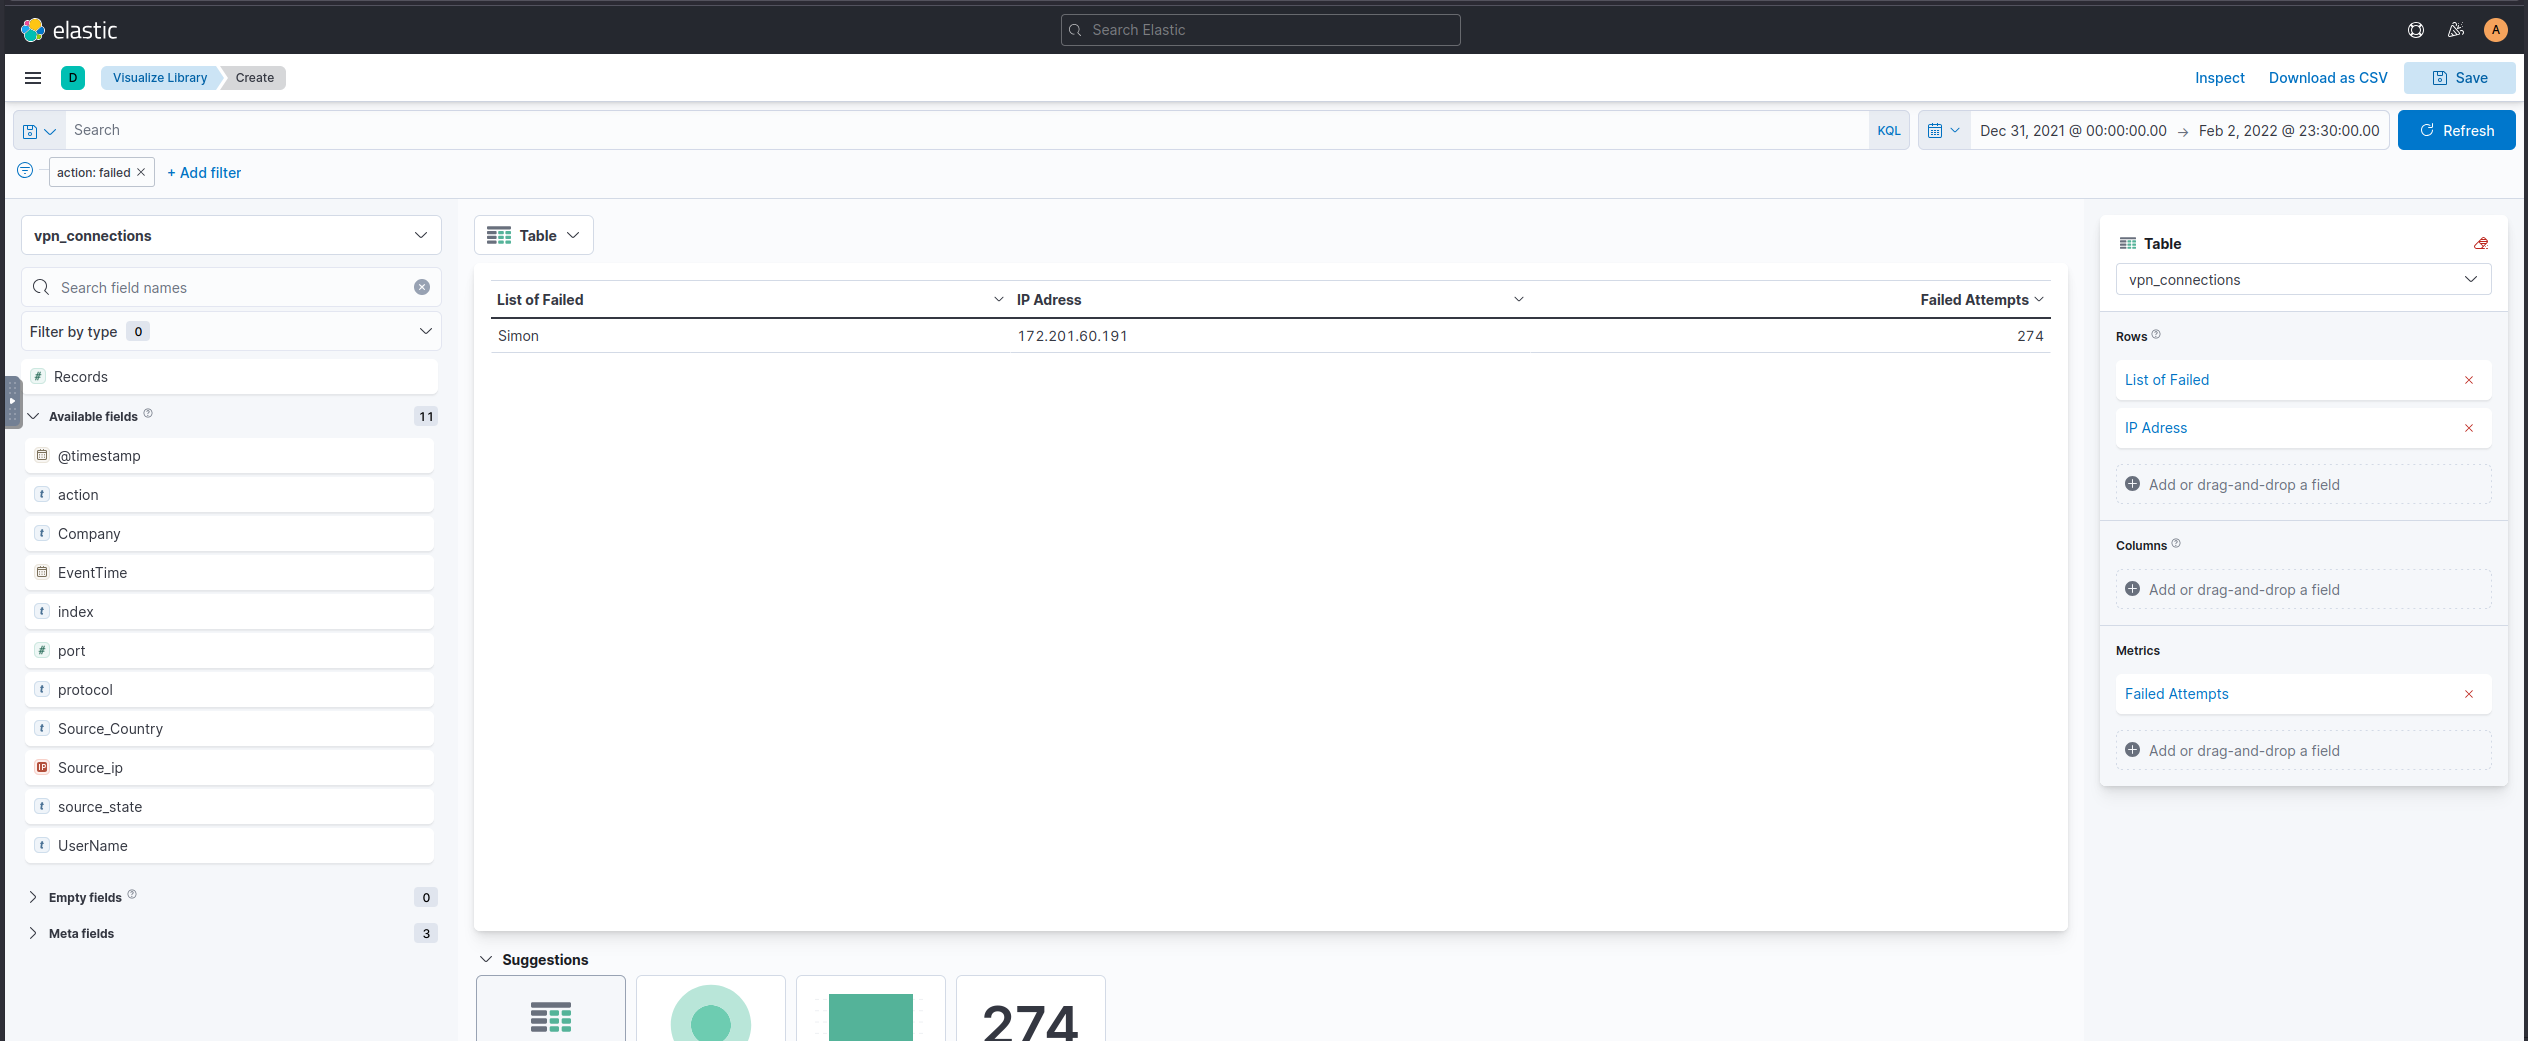 elastic
Search Elastic
A
D
Visualize Library
Create
Inspect
Download as CSV
Save
Search
KQL
Dec 31, 2021 @ 00:00:00.00 → Feb 2, 2022 @ 23:30:00.00
Refresh
action: failed ×
+ Add filter
vpn_connections
Search field names
Filter by type 0
# Records
Available fields 11
@timestamp
t action
t Company
EventTime
t index
# port
t protocol
t Source_Country
IP Source_ip
t source_state
t UserName
Empty fields 0
Meta fields 3
Table
List of Failed IP Adress Failed Attempts
Simon 172.201.60.191 274
Suggestions
274
Table
vpn_connections
Rows
List of Failed
IP Adress
Add or drag-and-drop a field
Columns
Add or drag-and-drop a field
Metrics
Failed Attempts
Add or drag-and-drop a field